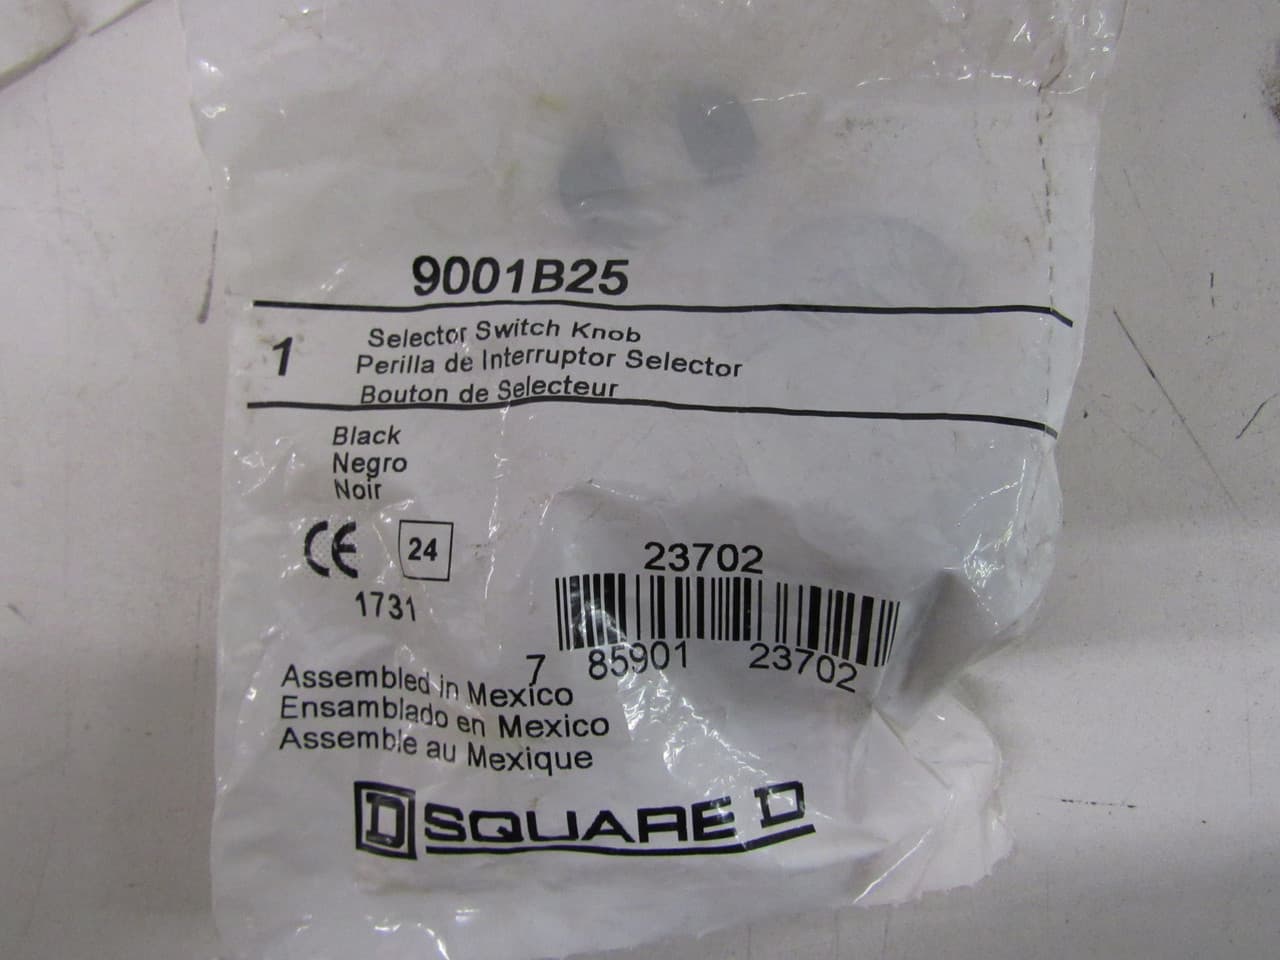 9001B25
1
Selector Switch Knob
Perilla de Interruptor Selector
Bouton de Selecteur
Black
Negro
Noir
CE
24
1731
23702
7 85901 23702
Assembled in Mexico
Ensamblado en Mexico
Assemble au Mexique
D SQUARE D